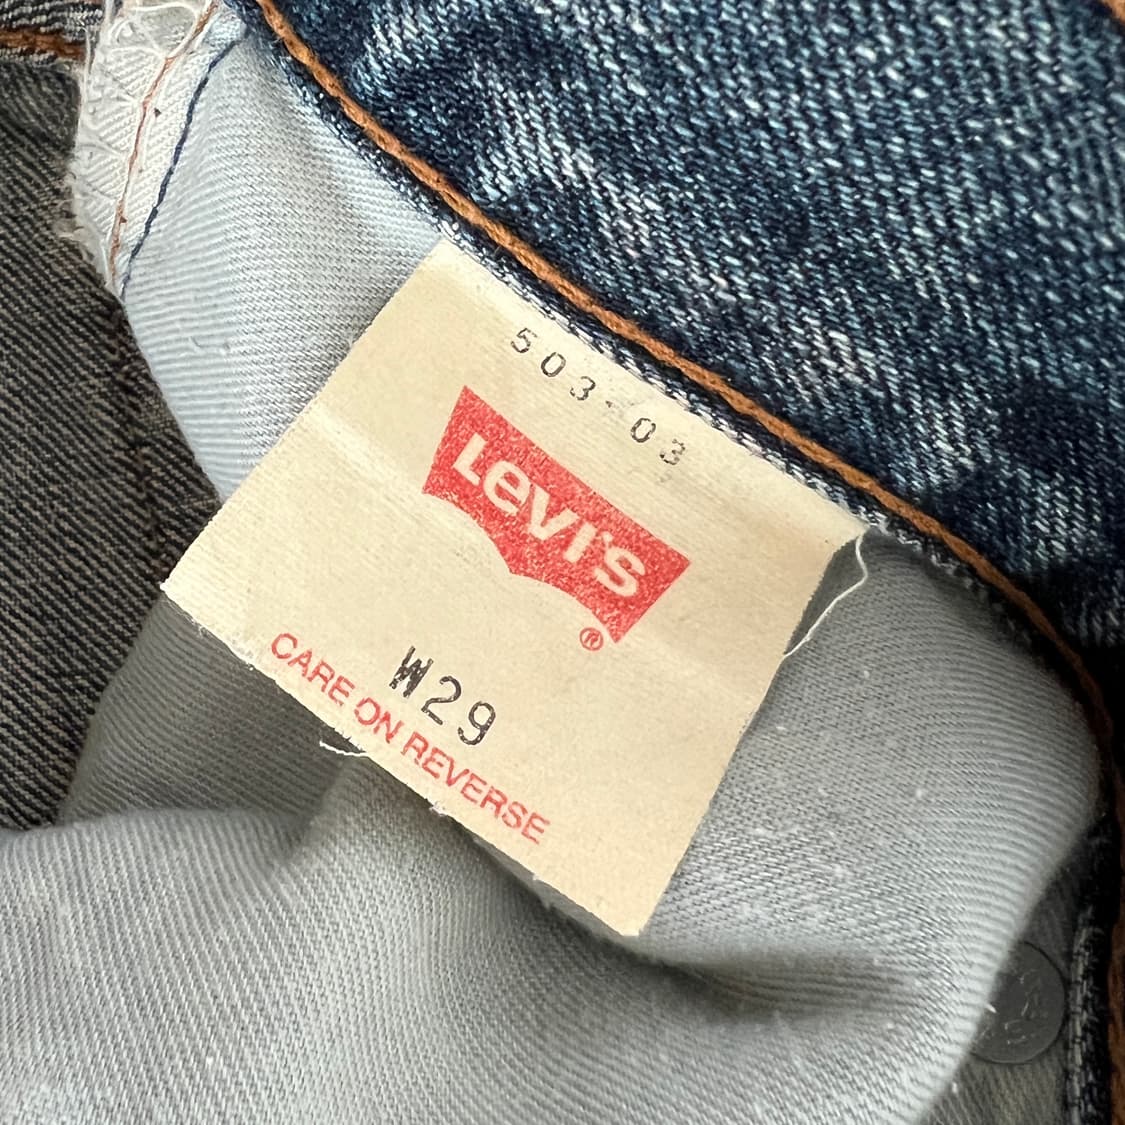 503-03
LEVI'S
®
W29
CARE ON REVERSE